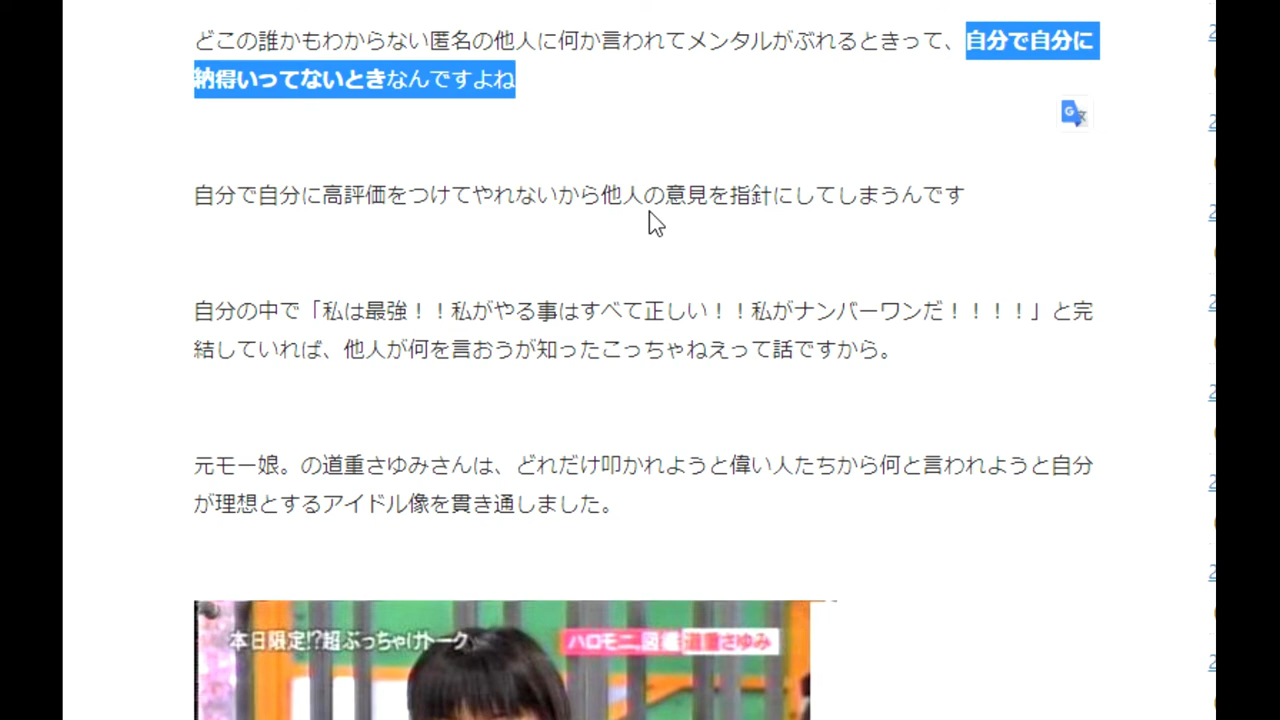 どこの誰かもわからない匿名の他人に何か言われてメンタルがぶれるときって、自分で自分に
納得いってないときなんですよね
自分で自分に高評価をつけてやれないから他人の意見を指針にしてしまうんです
自分の中で「私は最強！！私がやる事はすべて正しい！！私がナンバーワンだ！！！！」と完
結していれば、他人が何を言おうが知ったこっちゃねえって話ですから。
元モー娘。の道重さゆみさんは、どれだけ叩かれようと偉い人たちから何と言われようと自分
が理想とするアイドル像を貫き通しました。
本日限定!?超ぶっちゃけトーク
ハロモニ。図鑑 道重さゆみ